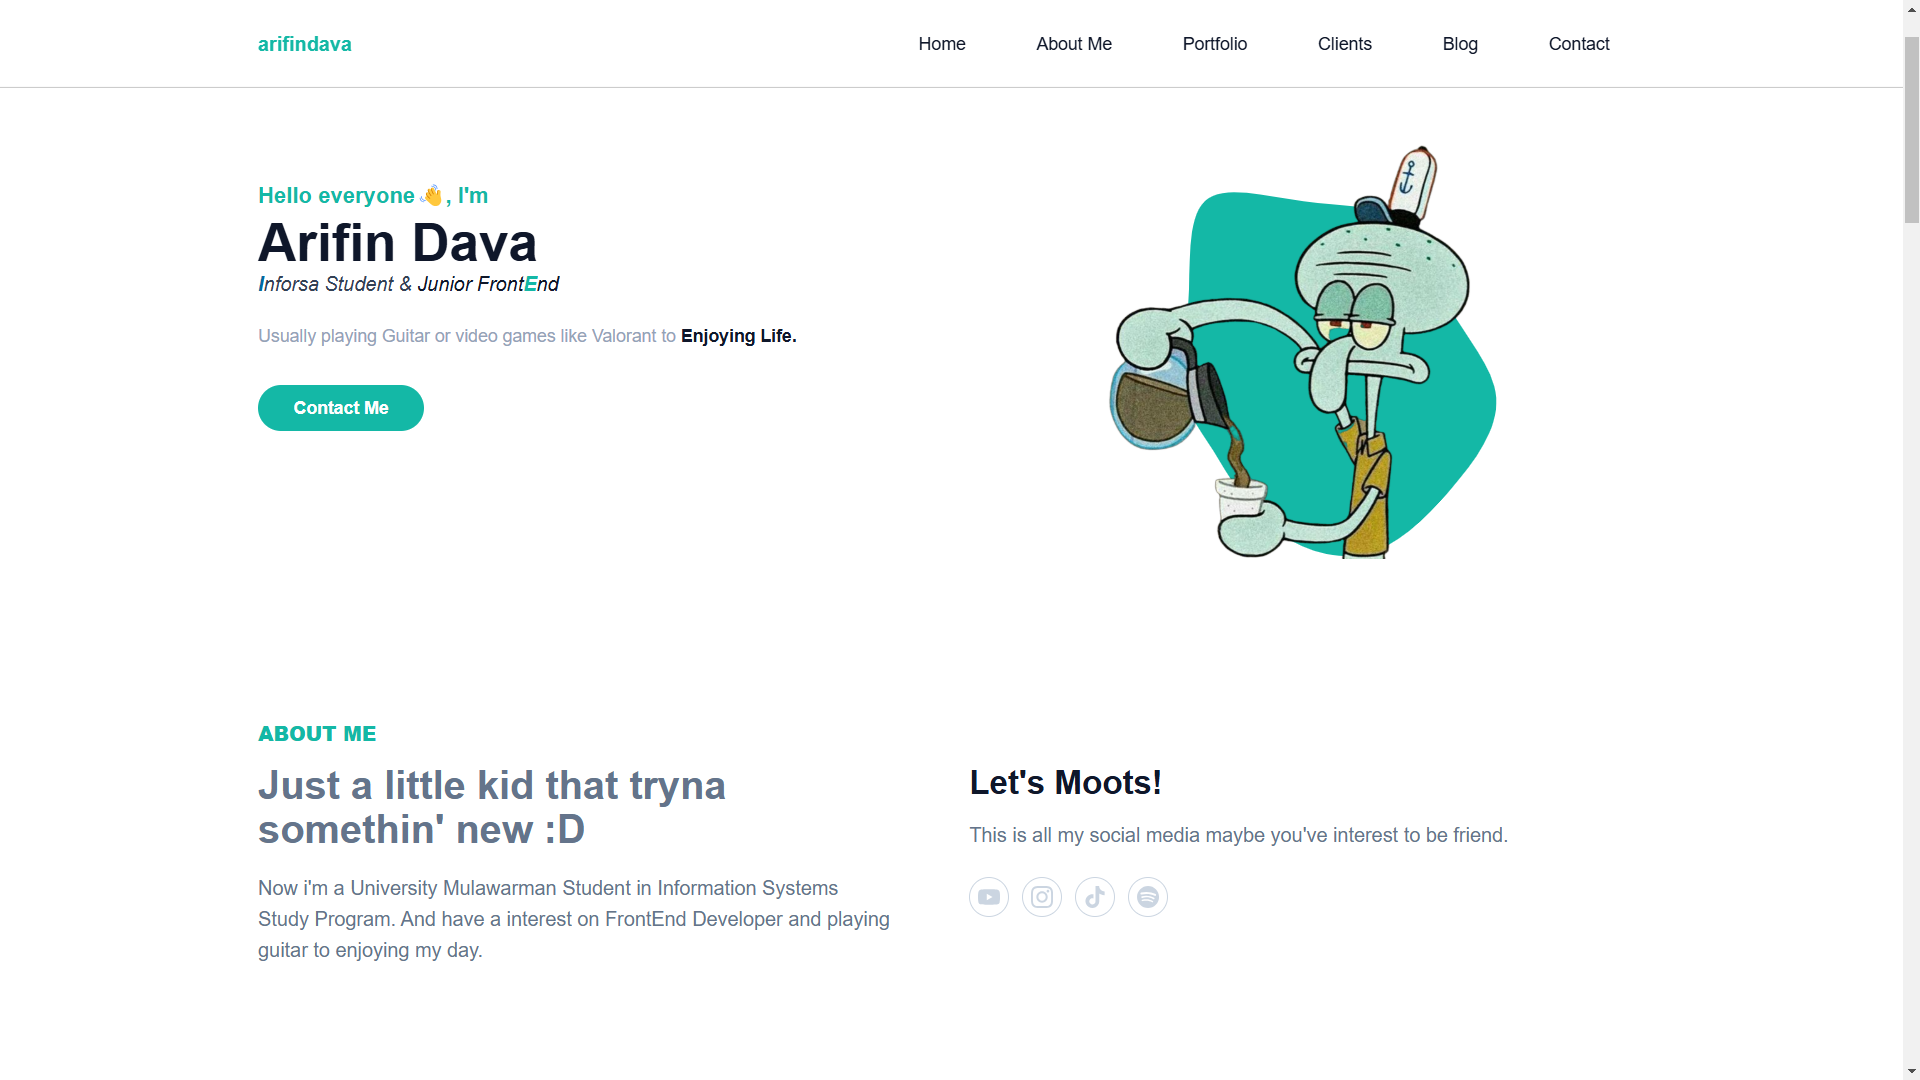 arifindava
Home
About Me
Portfolio
Clients
Blog
Contact
Hello everyone 👋, I'm
Arifin Dava
Inforsa Student & Junior FrontEnd
Usually playing Guitar or video games like Valorant to Enjoying Life.
Contact Me
ABOUT ME
Just a little kid that tryna
somethin' new :D
Now i'm a University Mulawarman Student in Information Systems
Study Program. And have a interest on FrontEnd Developer and playing
guitar to enjoying my day.
Let's Moots!
This is all my social media maybe you've interest to be friend.